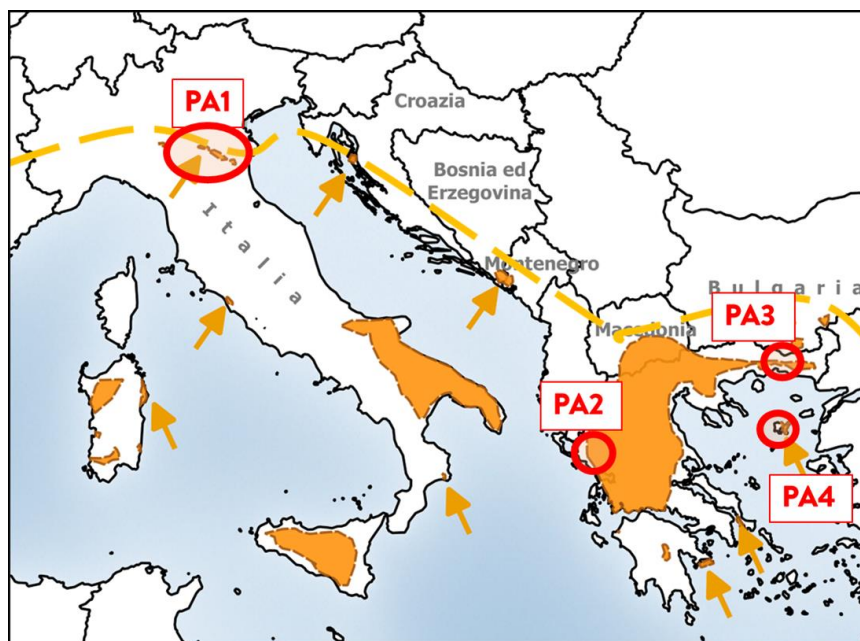 PA1
Croazia
Bosnia ed
Erzegovina
Italia
Montenegro
Bulgaria
Macedonia
PA3
PA2
PA4